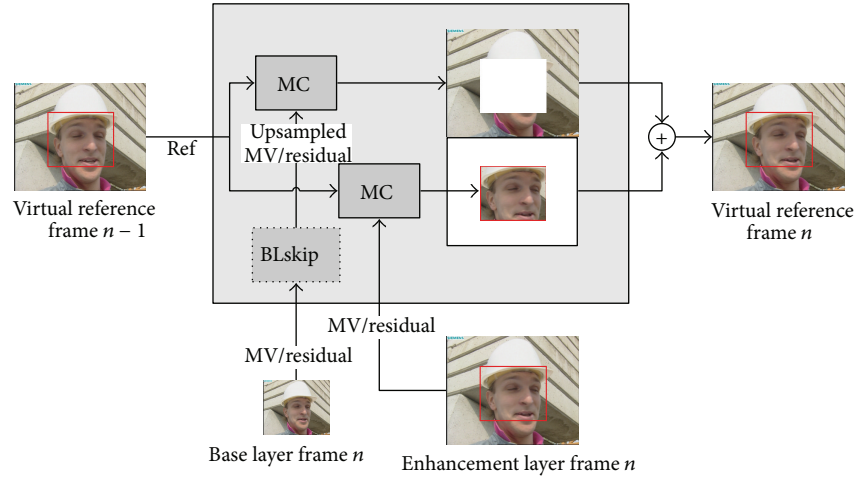 MC
Ref
Upsampled
MV/residual
MC
+
Virtual reference
frame n − 1
Virtual reference
frame n
BLskip
MV/residual
MV/residual
Base layer frame n
Enhancement layer frame n